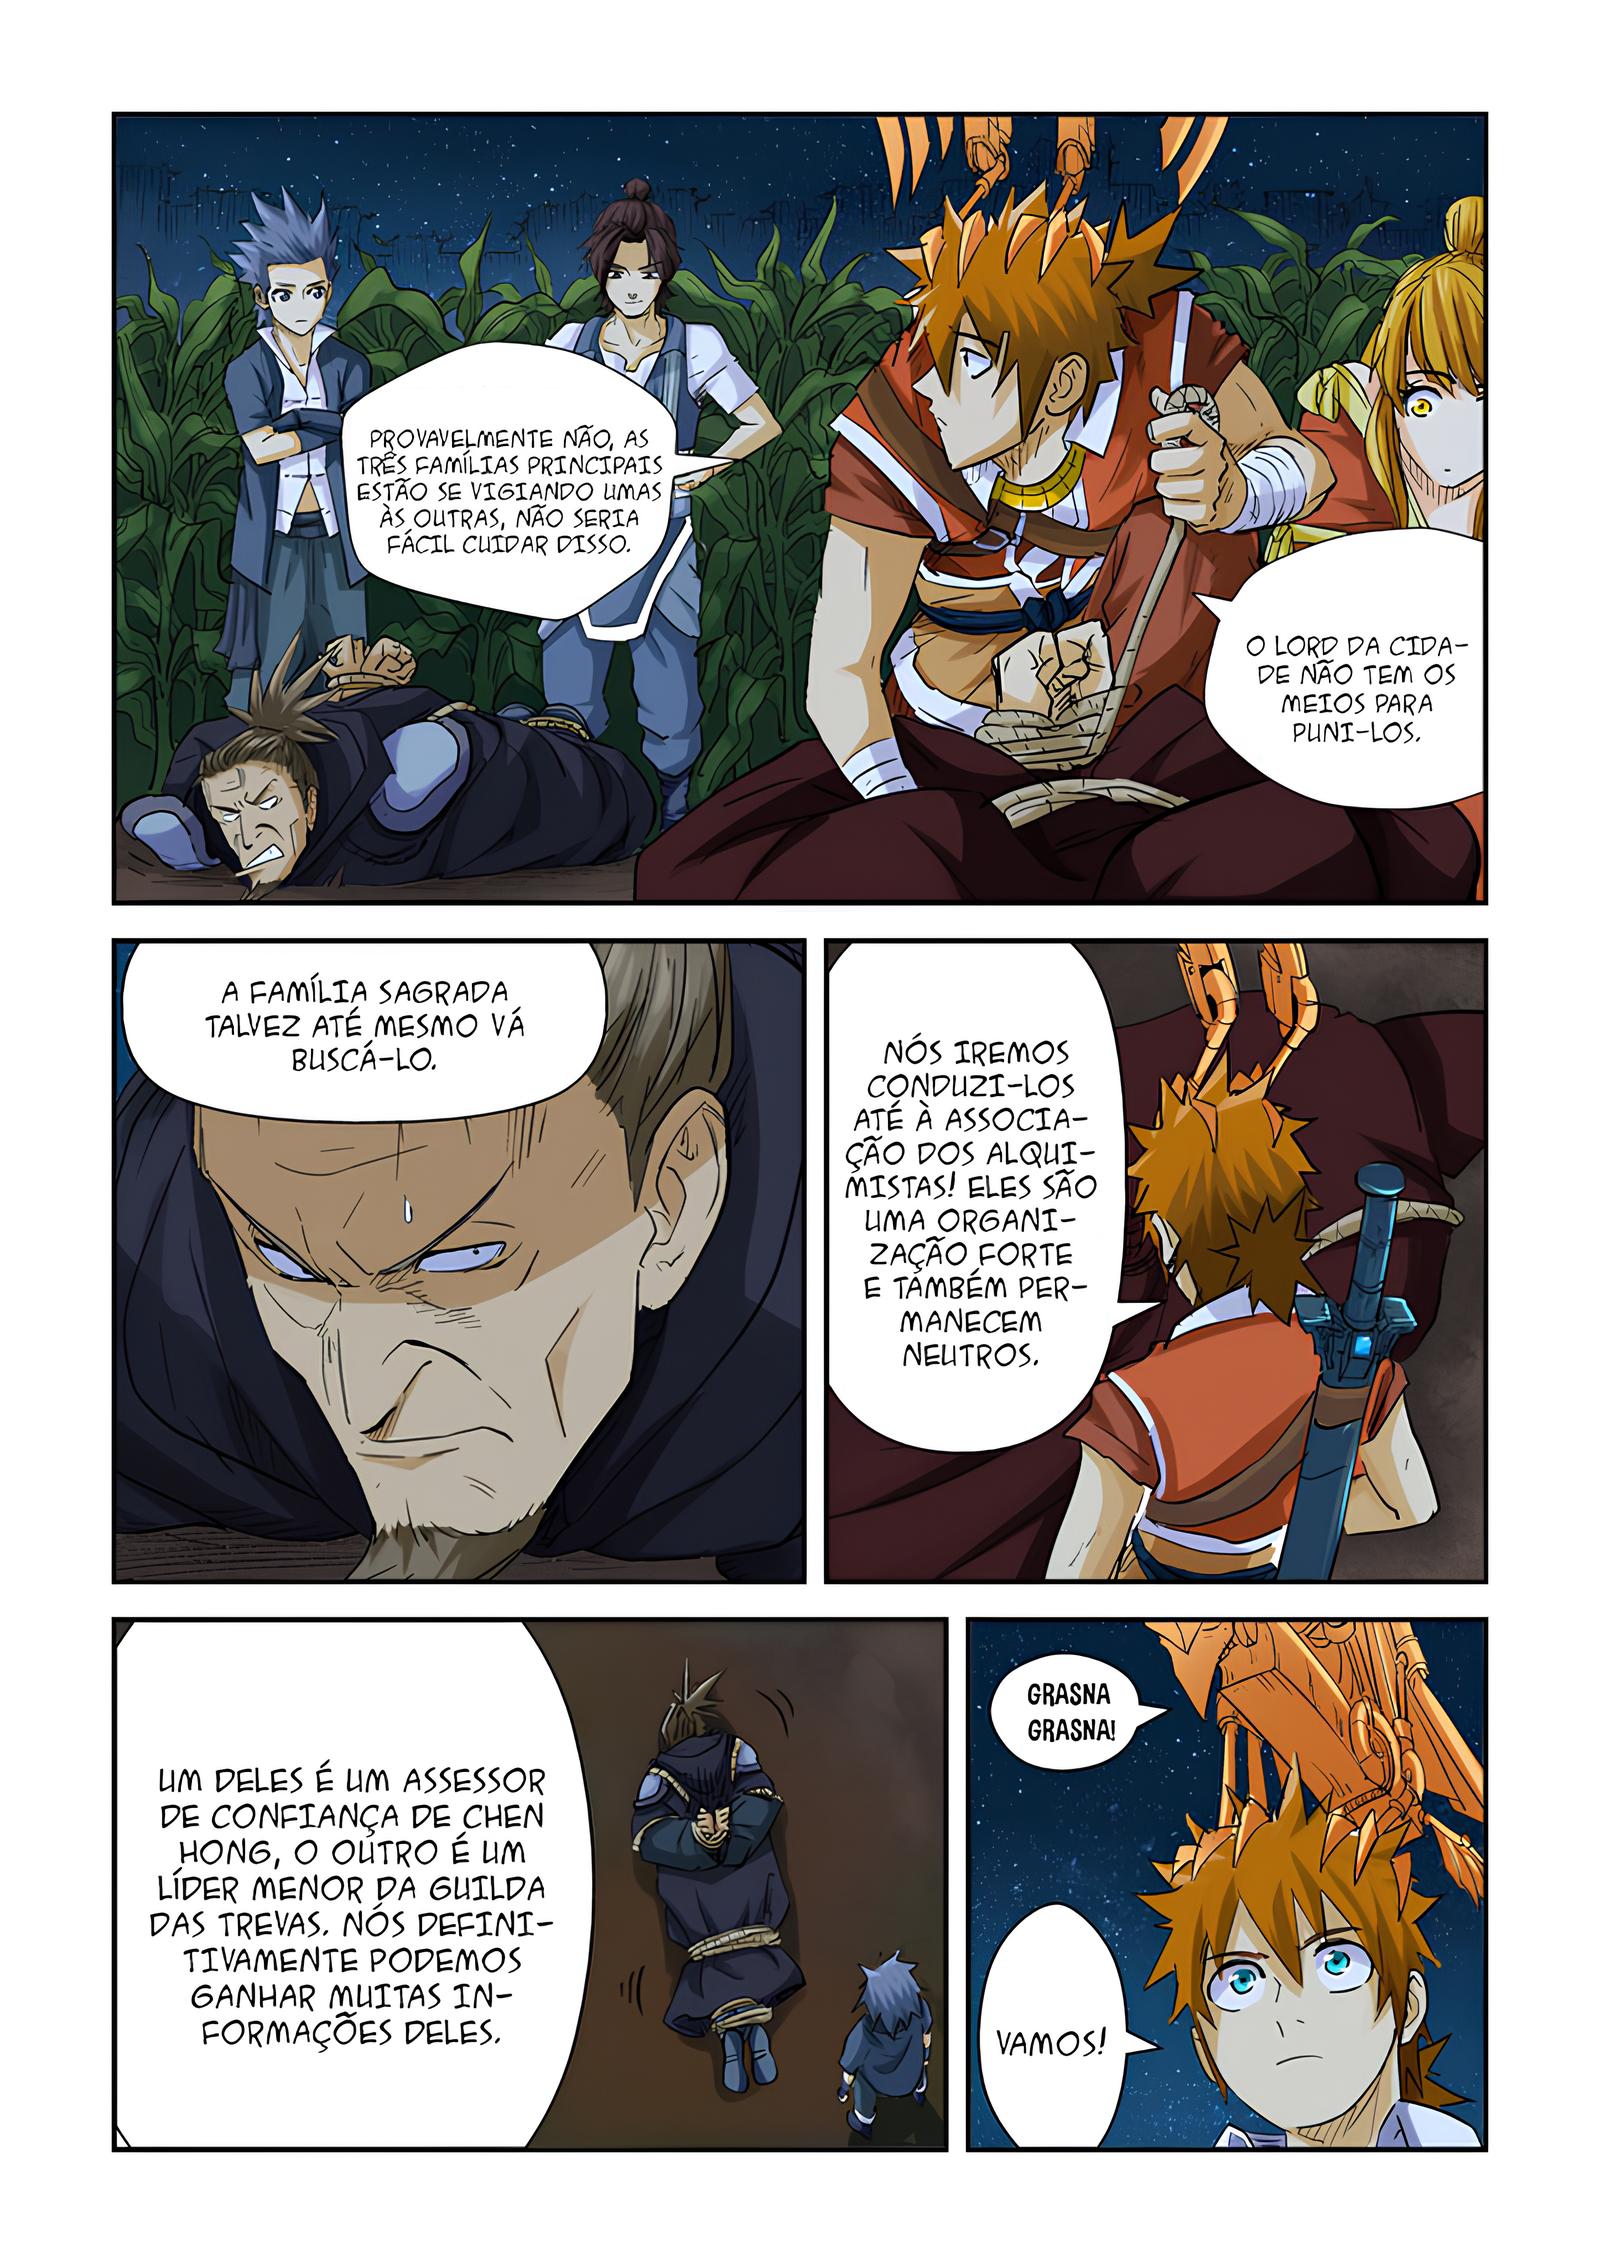 PROVAVELMENTE NÃO, AS
TRÊS FAMÍLIAS PRINCIPAIS
ESTÃO SE VIGIANDO UMAS
ÀS OUTRAS, NÃO SERIA
FÁCIL CUIDAR DISSO.
O LORD DA CIDA-
DE NÃO TEM OS
MEIOS PARA
PUNI-LOS.
A FAMÍLIA SAGRADA
TALVEZ ATÉ MESMO VÁ
BUSCÁ-LO.
NÓS IREMOS
CONDUZI-LOS
ATÉ À ASSOCIA-
ÇÃO DOS ALQUI-
MISTAS! ELES SÃO
UMA ORGANI-
ZAÇÃO FORTE
E TAMBÉM PER-
MANECEM
NEUTROS.
UM DELES É UM ASSESSOR
DE CONFIANÇA DE CHEN
HONG, O OUTRO É UM
LÍDER MENOR DA GUILDA
DAS TREVAS. NÓS DEFINI-
TIVAMENTE PODEMOS
GANHAR MUITAS IN-
FORMAÇÕES DELES.
GRASNA
GRASNA!
VAMOS!